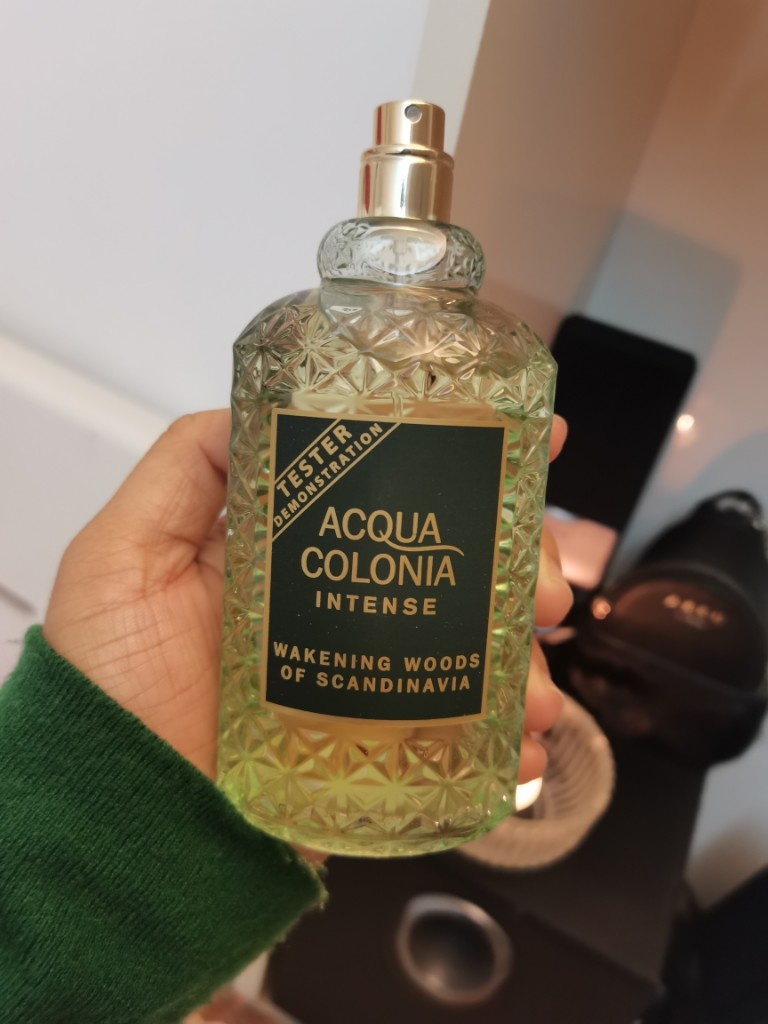 TESTER
DEMONSTRATION
ACQUA
COLONIA
INTENSE
WAKENING WOODS
OF SCANDINAVIA